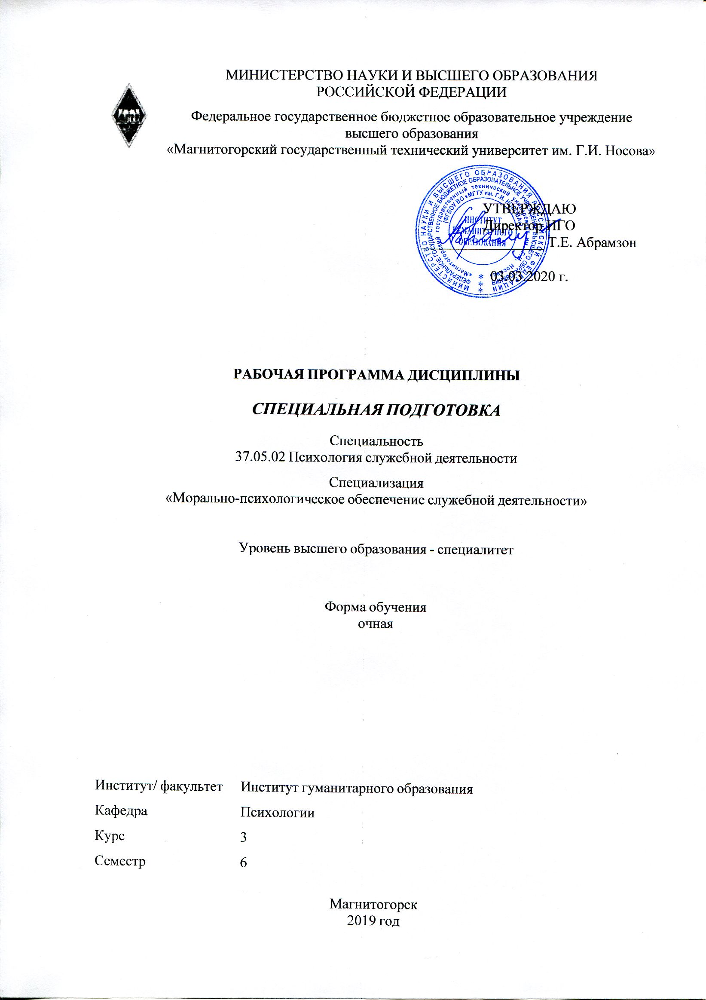 МИНИСТЕРСТВО НАУКИ И ВЫСШЕГО ОБРАЗОВАНИЯ
РОССИЙСКОЙ ФЕДЕРАЦИИ
Федеральное государственное бюджетное образовательное учреждение
высшего образования
«Магнитогорский государственный технический университет им. Г.И. Носова»
МИНИСТЕРСТВО НАУКИ И ВЫСШЕГО ОБРАЗОВАНИЯ РОССИЙСКОЙ ФЕДЕРАЦИИ
ФЕДЕРАЛЬНОЕ ГОСУДАРСТВЕННОЕ БЮДЖЕТНОЕ ОБРАЗОВАТЕЛЬНОЕ УЧРЕЖДЕНИЕ ВЫСШЕГО ОБРАЗОВАНИЯ
«Магнитогорский государственный технический университет им. Г.И. Носова»
(ФГБОУ ВО «МГТУ им. Г.И. НОСОВА»)
ИНСТИТУТ
ГУМАНИТАРНОГО
ОБРАЗОВАНИЯ
УТВЕРЖДАЮ
Директор ИГО
Т.Е. Абрамзон
03.03.2020 г.
РАБОЧАЯ ПРОГРАММА ДИСЦИПЛИНЫ
СПЕЦИАЛЬНАЯ ПОДГОТОВКА
Специальность
37.05.02 Психология служебной деятельности
Специализация
«Морально-психологическое обеспечение служебной деятельности»
Уровень высшего образования - специалитет
Форма обучения
очная
Институт/ факультет Институт гуманитарного образования
Кафедра Психологии
Курс 3
Семестр 6
Магнитогорск
2019 год